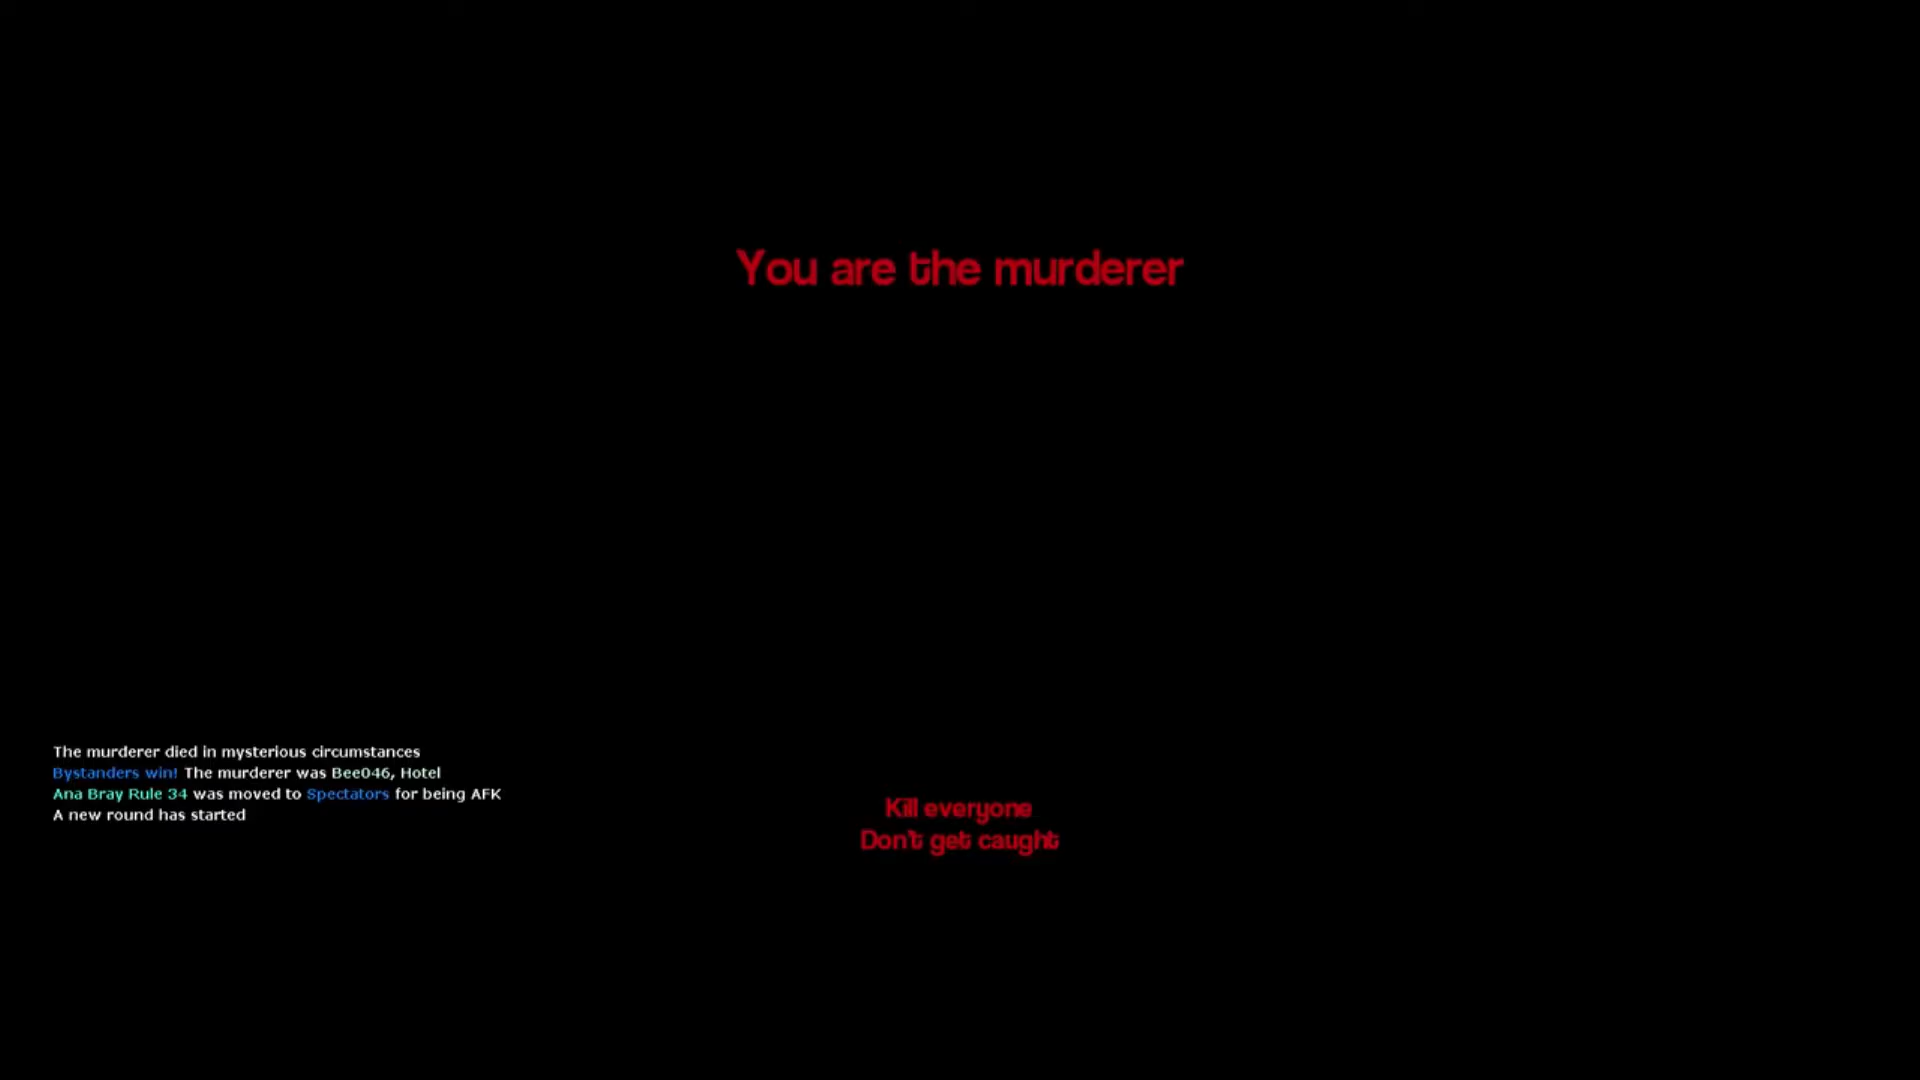 You are the murderer
The murderer died in mysterious circumstances
Bystanders win! The murderer was Bee046, Hotel
Ana Bray Rule 34 was moved to Spectators for being AFK
A new round has started
Kill everyone
Don't get caught